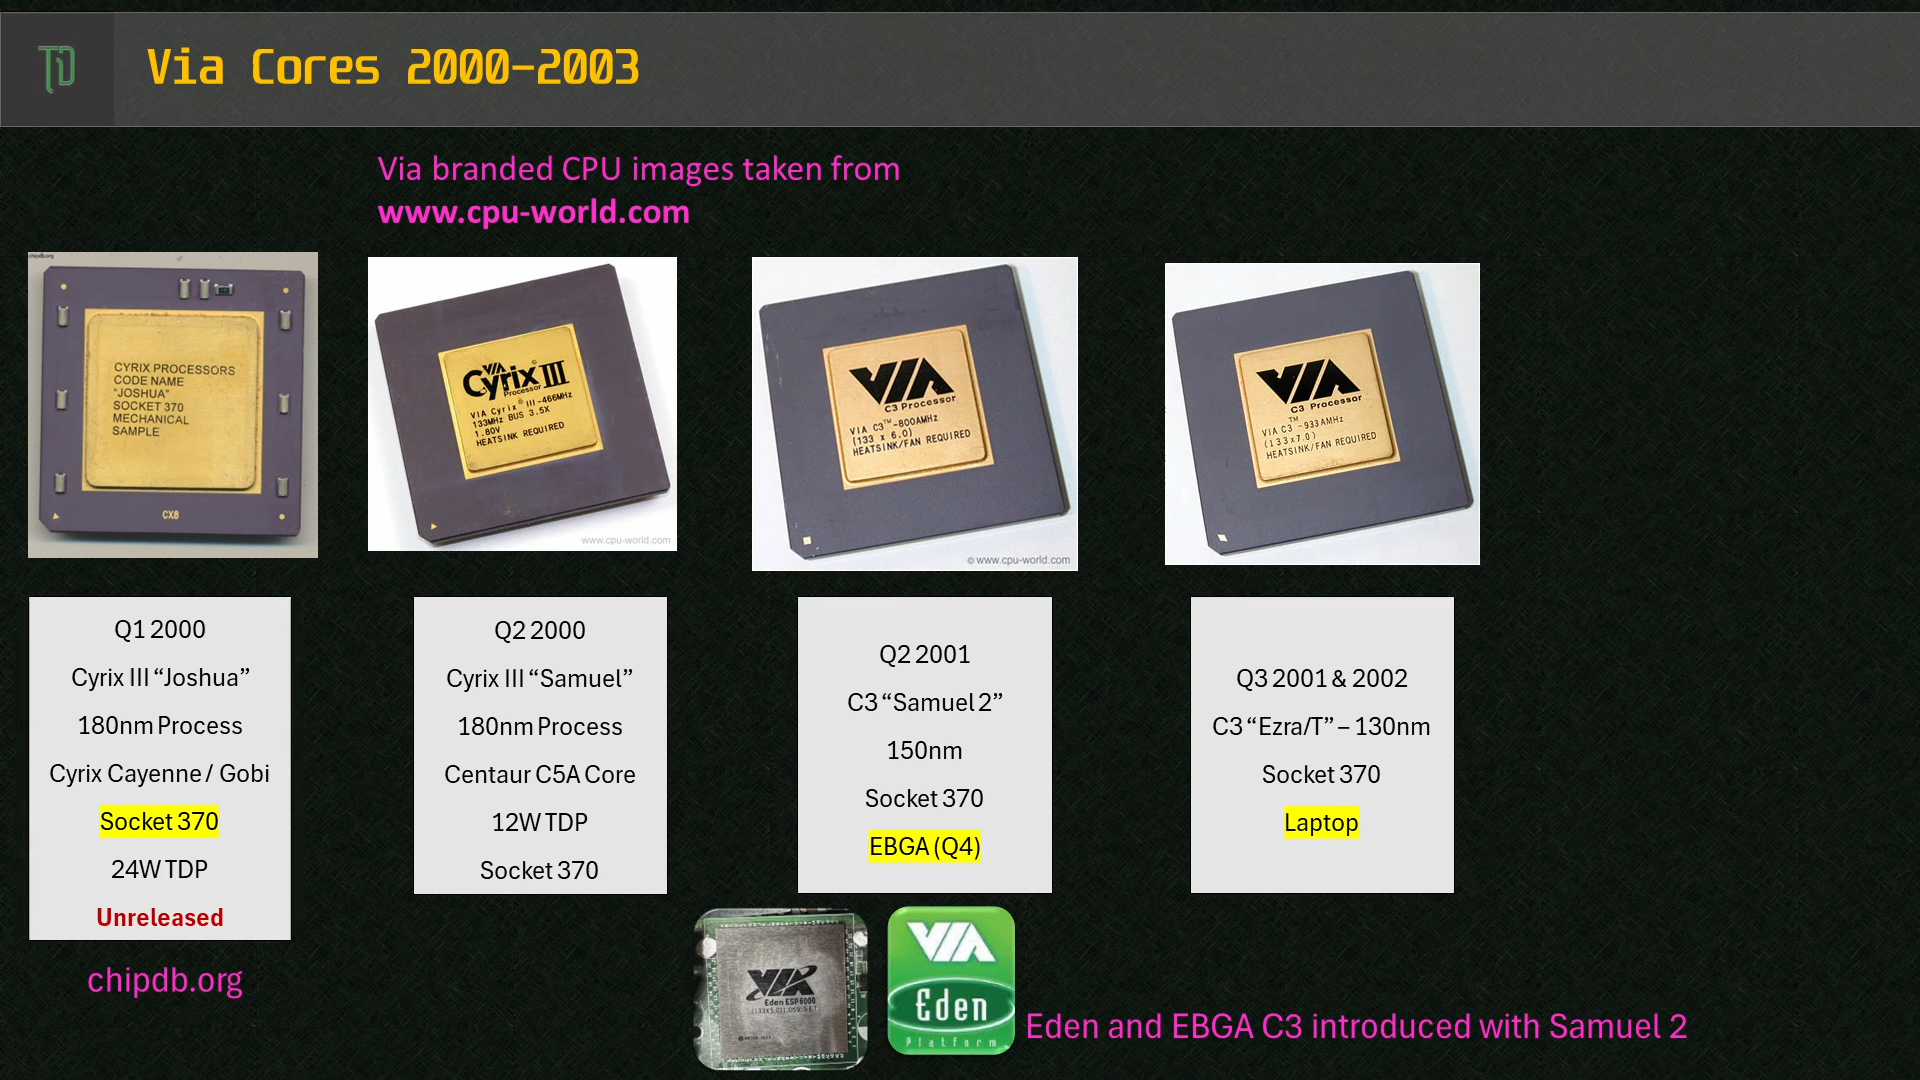 TD
Via Cores 2000-2003
Via branded CPU images taken from
www.cpu-world.com
chipdb.org
CYRIX PROCESSORS
CODE NAME
"JOSHUA"
SOCKET 370
MECHANICAL
SAMPLE
CX8
VIA
Cyrix® III
Processor
VIA Cyrix® III-466MHz
133MHz BUS 3.5X
1.80V
HEATSINK REQUIRED
www.cpu-world.com
VIA
C3 Processor
VIA C3™-800AMHz
(133 x 6.0)
HEATSINK/FAN REQUIRED
© www.cpu-world.com
VIA
C3 Processor
VIA C3™-933AMHz
(133x7.0)
HEATSINK/FAN REQUIRED
Q1 2000
Cyrix III “Joshua”
180nm Process
Cyrix Cayenne / Gobi
Socket 370
24W TDP
Unreleased
chipdb.org
Q2 2000
Cyrix III “Samuel”
180nm Process
Centaur C5A Core
12W TDP
Socket 370
Q2 2001
C3 “Samuel 2”
150nm
Socket 370
EBGA (Q4)
Q3 2001 & 2002
C3 “Ezra/T” – 130nm
Socket 370
Laptop
VIA
Eden ESP6000
VIA
Eden
Platform
Eden and EBGA C3 introduced with Samuel 2